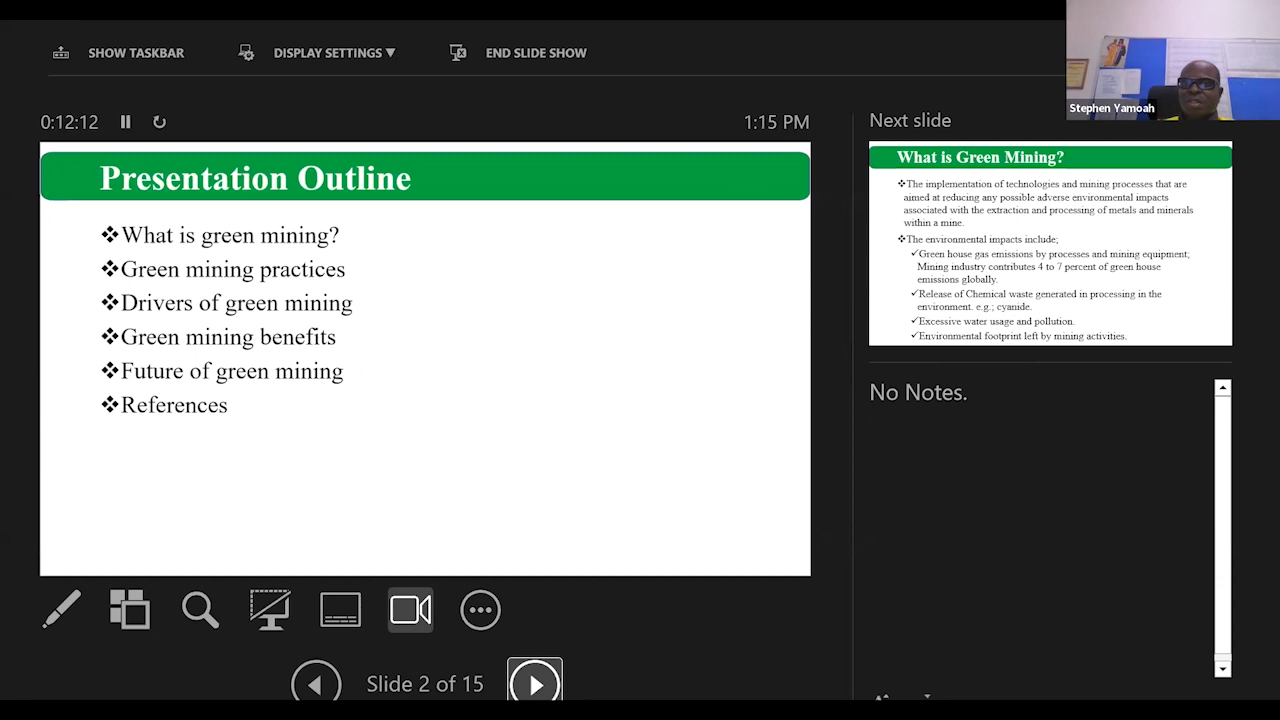 SHOW TASKBAR
DISPLAY SETTINGS ▼
END SLIDE SHOW
Stephen Yamoah
0:12:12
1:15 PM
Next slide
Presentation Outline
❖What is green mining?
❖Green mining practices
❖Drivers of green mining
❖Green mining benefits
❖Future of green mining
❖References
What is Green Mining?
❖The implementation of technologies and mining processes that are
aimed at reducing any possible adverse environmental impacts
associated with the extraction and processing of metals and minerals
within a mine.
❖The environmental impacts include;
✓Green house gas emissions by processes and mining equipment;
Mining industry contributes 4 to 7 percent of green house
emissions globally.
✓Release of Chemical waste generated in processing in the
environment. e.g.; cyanide.
✓Excessive water usage and pollution.
✓Environmental footprint left by mining activities.
No Notes.
Slide 2 of 15